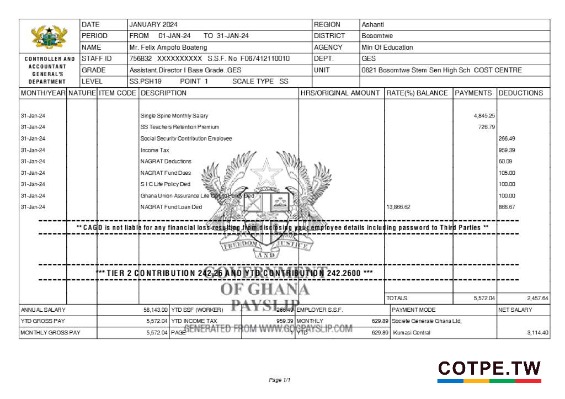 DATE JANUARY 2024 REGION Ashanti
PERIOD FROM 01-JAN-24 TO 31-JAN-24 DISTRICT Bosomtwe
NAME Mr. Felix Ampofo Boateng AGENCY Min Of Education
CONTROLLER AND ACCOUNTANT GENERAL'S DEPARTMENT
STAFF ID 756832 XXXXXXXXXX S.S.F No F067412110010 DEPT. GES
GRADE Assistant Director I Base Grade .GES UNIT 0621 Bosomtwe Stem Sen High Sch COST CENTRE
LEVEL SS.PSH19 POINT 1 SCALE TYPE SS
MONTH/YEAR NATURE ITEM CODE DESCRIPTION HRS/ORIGINAL AMOUNT RATE(%) BALANCE PAYMENTS DEDUCTIONS
31-Jan-24 Single Spine Monthly Salary 4,845.25
31-Jan-24 SS Teachers Retention Premium 726.79
31-Jan-24 Social Security Contribution Employee 266.49
31-Jan-24 Income Tax 959.39
31-Jan-24 NAGRAT Deductions 60.09
31-Jan-24 NAGRAT Fund Dues 105.00
31-Jan-24 S I C Life Policy Ded 100.00
31-Jan-24 Ghana Union Assurance Life Ded 100.00
31-Jan-24 NAGRAT Fund Loan Ded 13,866.62 866.67
** CAGD is not liable for any financial loss resulting from disclosing your employee details including password to Third Parties **
FREEDOM AND JUSTICE
*** TIER 2 CONTRIBUTION 242.26 AND YTD CONTRIBUTION 242.2600 ***
OF GHANA
PAYSLIP
TOTALS 5,572.04 2,457.64
ANNUAL SALARY 58,143.00 YTD SSF (WORKER) 266.49 EMPLOYER S.S.F. PAYMENT MODE NET SALARY
YTD GROSS PAY 5,572.04 YTD INCOME TAX 959.39 MONTHLY 629.89 Societe Generale Ghana Ltd,
MONTHLY GROSS PAY 5,572.04 PAGE YTD 629.89 Kumasi Central 3,114.40
GENERATED FROM WWW.GOGPAYSLIP.COM
COTPE.TW
Page 1/1